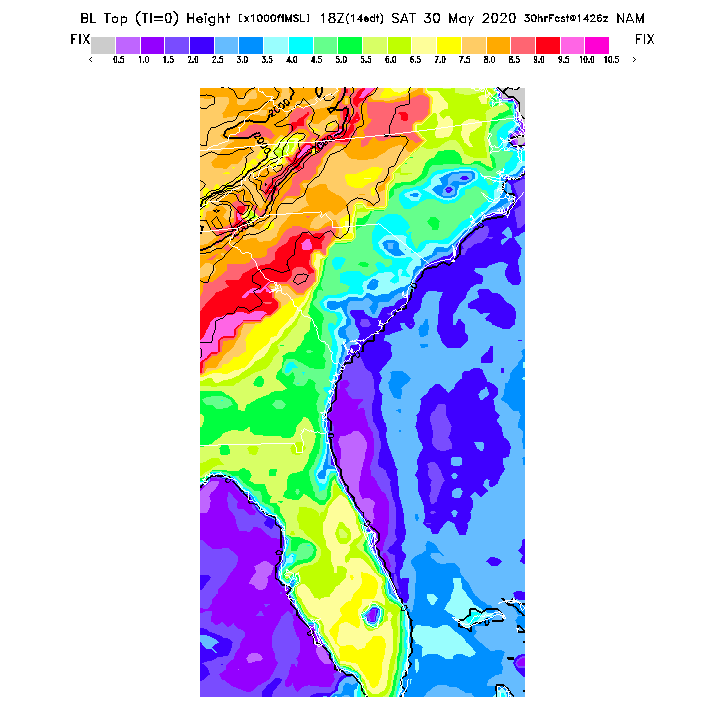 BL Top (TI=0) Height [x1000ftMSL] 18Z(14edt) SAT 30 May 2020 30hrFcst@1426z NAM
FIX FIX
< 0.5 1.0 1.5 2.0 2.5 3.0 3.5 4.0 4.5 5.0 5.5 6.0 6.5 7.0 7.5 8.0 8.5 9.0 9.5 10.0 10.5 >
2000
2000